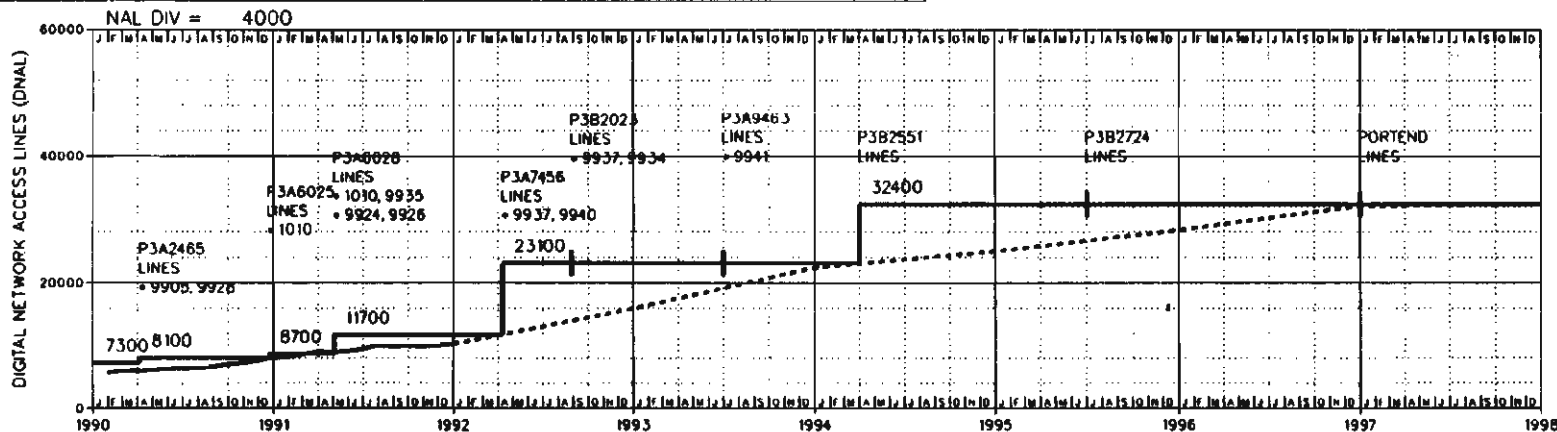 NAL DIV = 4000
DIGITAL NETWORK ACCESS LINES (DNAL)
60000
40000
20000
0
J F M A M J J A S O N D J F M A M J J A S O N D J F M A M J J A S O N D J F M A M J J A S O N D J F M A M J J A S O N D J F M A M J J A S O N D J F M A M J J A S O N D J F M A M J J A S O N D
P3A2465
LINES
• 9905, 9926
P3A6025
LINES
• 1010
LINES
• 1010, 9935
• 9924, 9926
P3A7456
LINES
• 9937, 9940
P3B2023
LINES
• 9937, 9934
P3A9463
LINES
• 9941
P3B2551
LINES
P3B2724
LINES
PORTEND
LINES
7300
8100
8700
11700
23100
32400
J F M A M J J A S O N D J F M A M J J A S O N D J F M A M J J A S O N D J F M A M J J A S O N D J F M A M J J A S O N D J F M A M J J A S O N D J F M A M J J A S O N D J F M A M J J A S O N D
1990 1991 1992 1993 1994 1995 1996 1997 1998